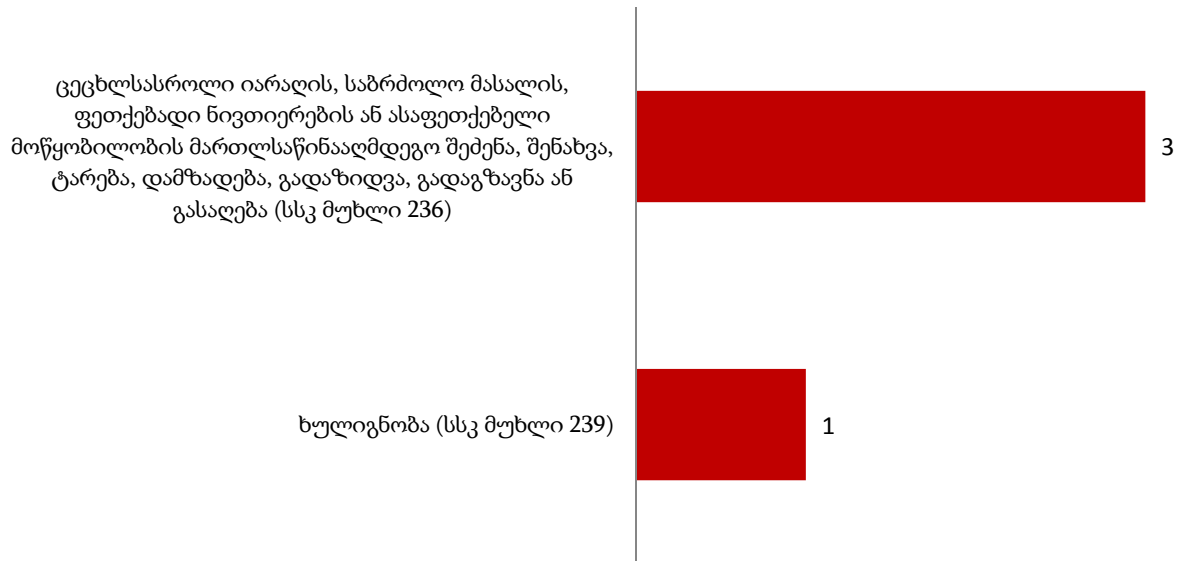 ცეცხლსასროლი იარაღის, საბრძოლო მასალის,
ფეთქებადი ნივთიერების ან ასაფეთქებელი
მოწყობილობის მართლსაწინააღმდეგო შეძენა, შენახვა,
ტარება, დამზადება, გადაზიდვა, გადაგზავნა ან
გასაღება (სსკ მუხლი 236)
3
ხულიგნობა (სსკ მუხლი 239)
1